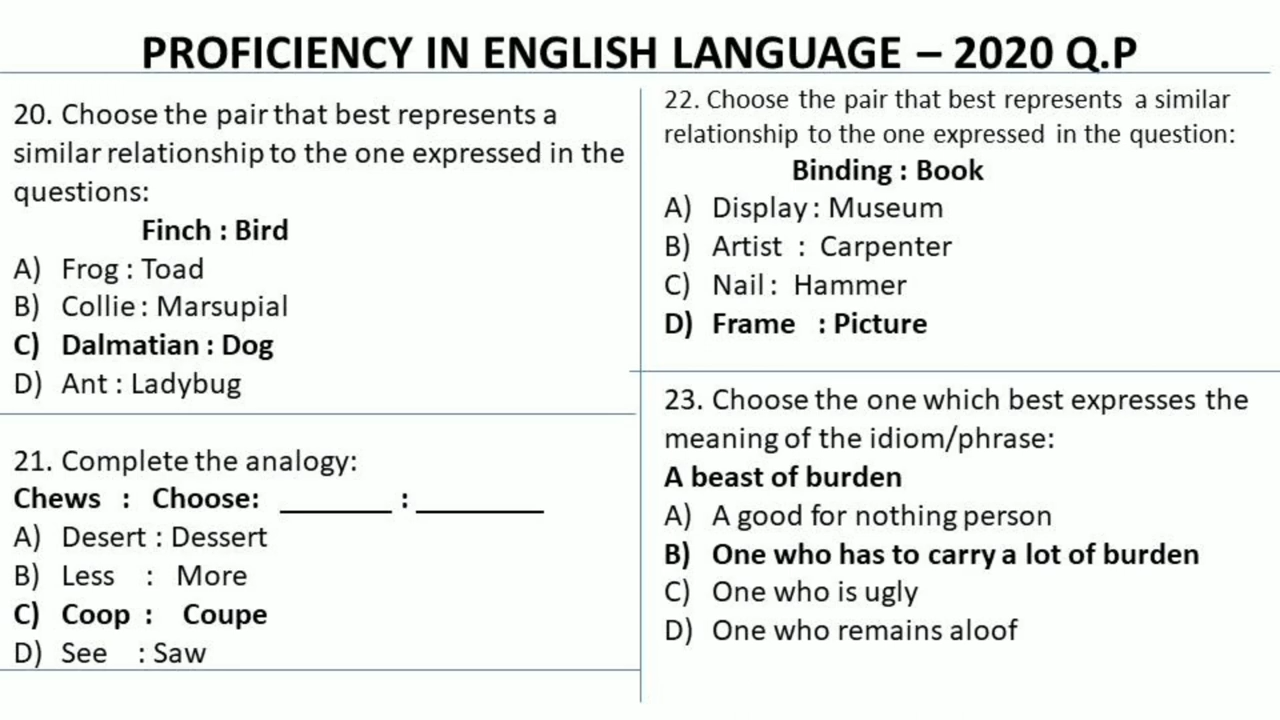 PROFICIENCY IN ENGLISH LANGUAGE – 2020 Q.P
20. Choose the pair that best represents a
similar relationship to the one expressed in the
questions:
Finch : Bird
A) Frog : Toad
B) Collie : Marsupial
C) Dalmatian : Dog
D) Ant : Ladybug
21. Complete the analogy:
Chews : Choose: ________ : _________
A) Desert : Dessert
B) Less : More
C) Coop : Coupe
D) See : Saw
22. Choose the pair that best represents a similar
relationship to the one expressed in the question:
Binding : Book
A) Display : Museum
B) Artist : Carpenter
C) Nail : Hammer
D) Frame : Picture
23. Choose the one which best expresses the
meaning of the idiom/phrase:
A beast of burden
A) A good for nothing person
B) One who has to carry a lot of burden
C) One who is ugly
D) One who remains aloof